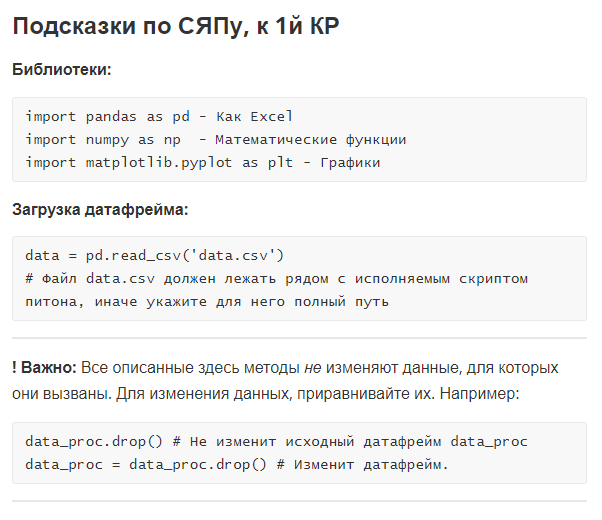 Подсказки по СЯПу, к 1й КР
Библиотеки:
import pandas as pd - Как Excel
import numpy as np  - Математические функции
import matplotlib.pyplot as plt - Графики
Загрузка датафрейма:
data = pd.read_csv('data.csv')
# Файл data.csv должен лежать рядом с исполняемым скриптом
питона, иначе укажите для него полный путь
! Важно: Все описанные здесь методы не изменяют данные, для которых
они вызваны. Для изменения данных, приравнивайте их. Например:
data_proc.drop() # Не изменит исходный датафрейм data_proc
data_proc = data_proc.drop() # Изменит датафрейм.